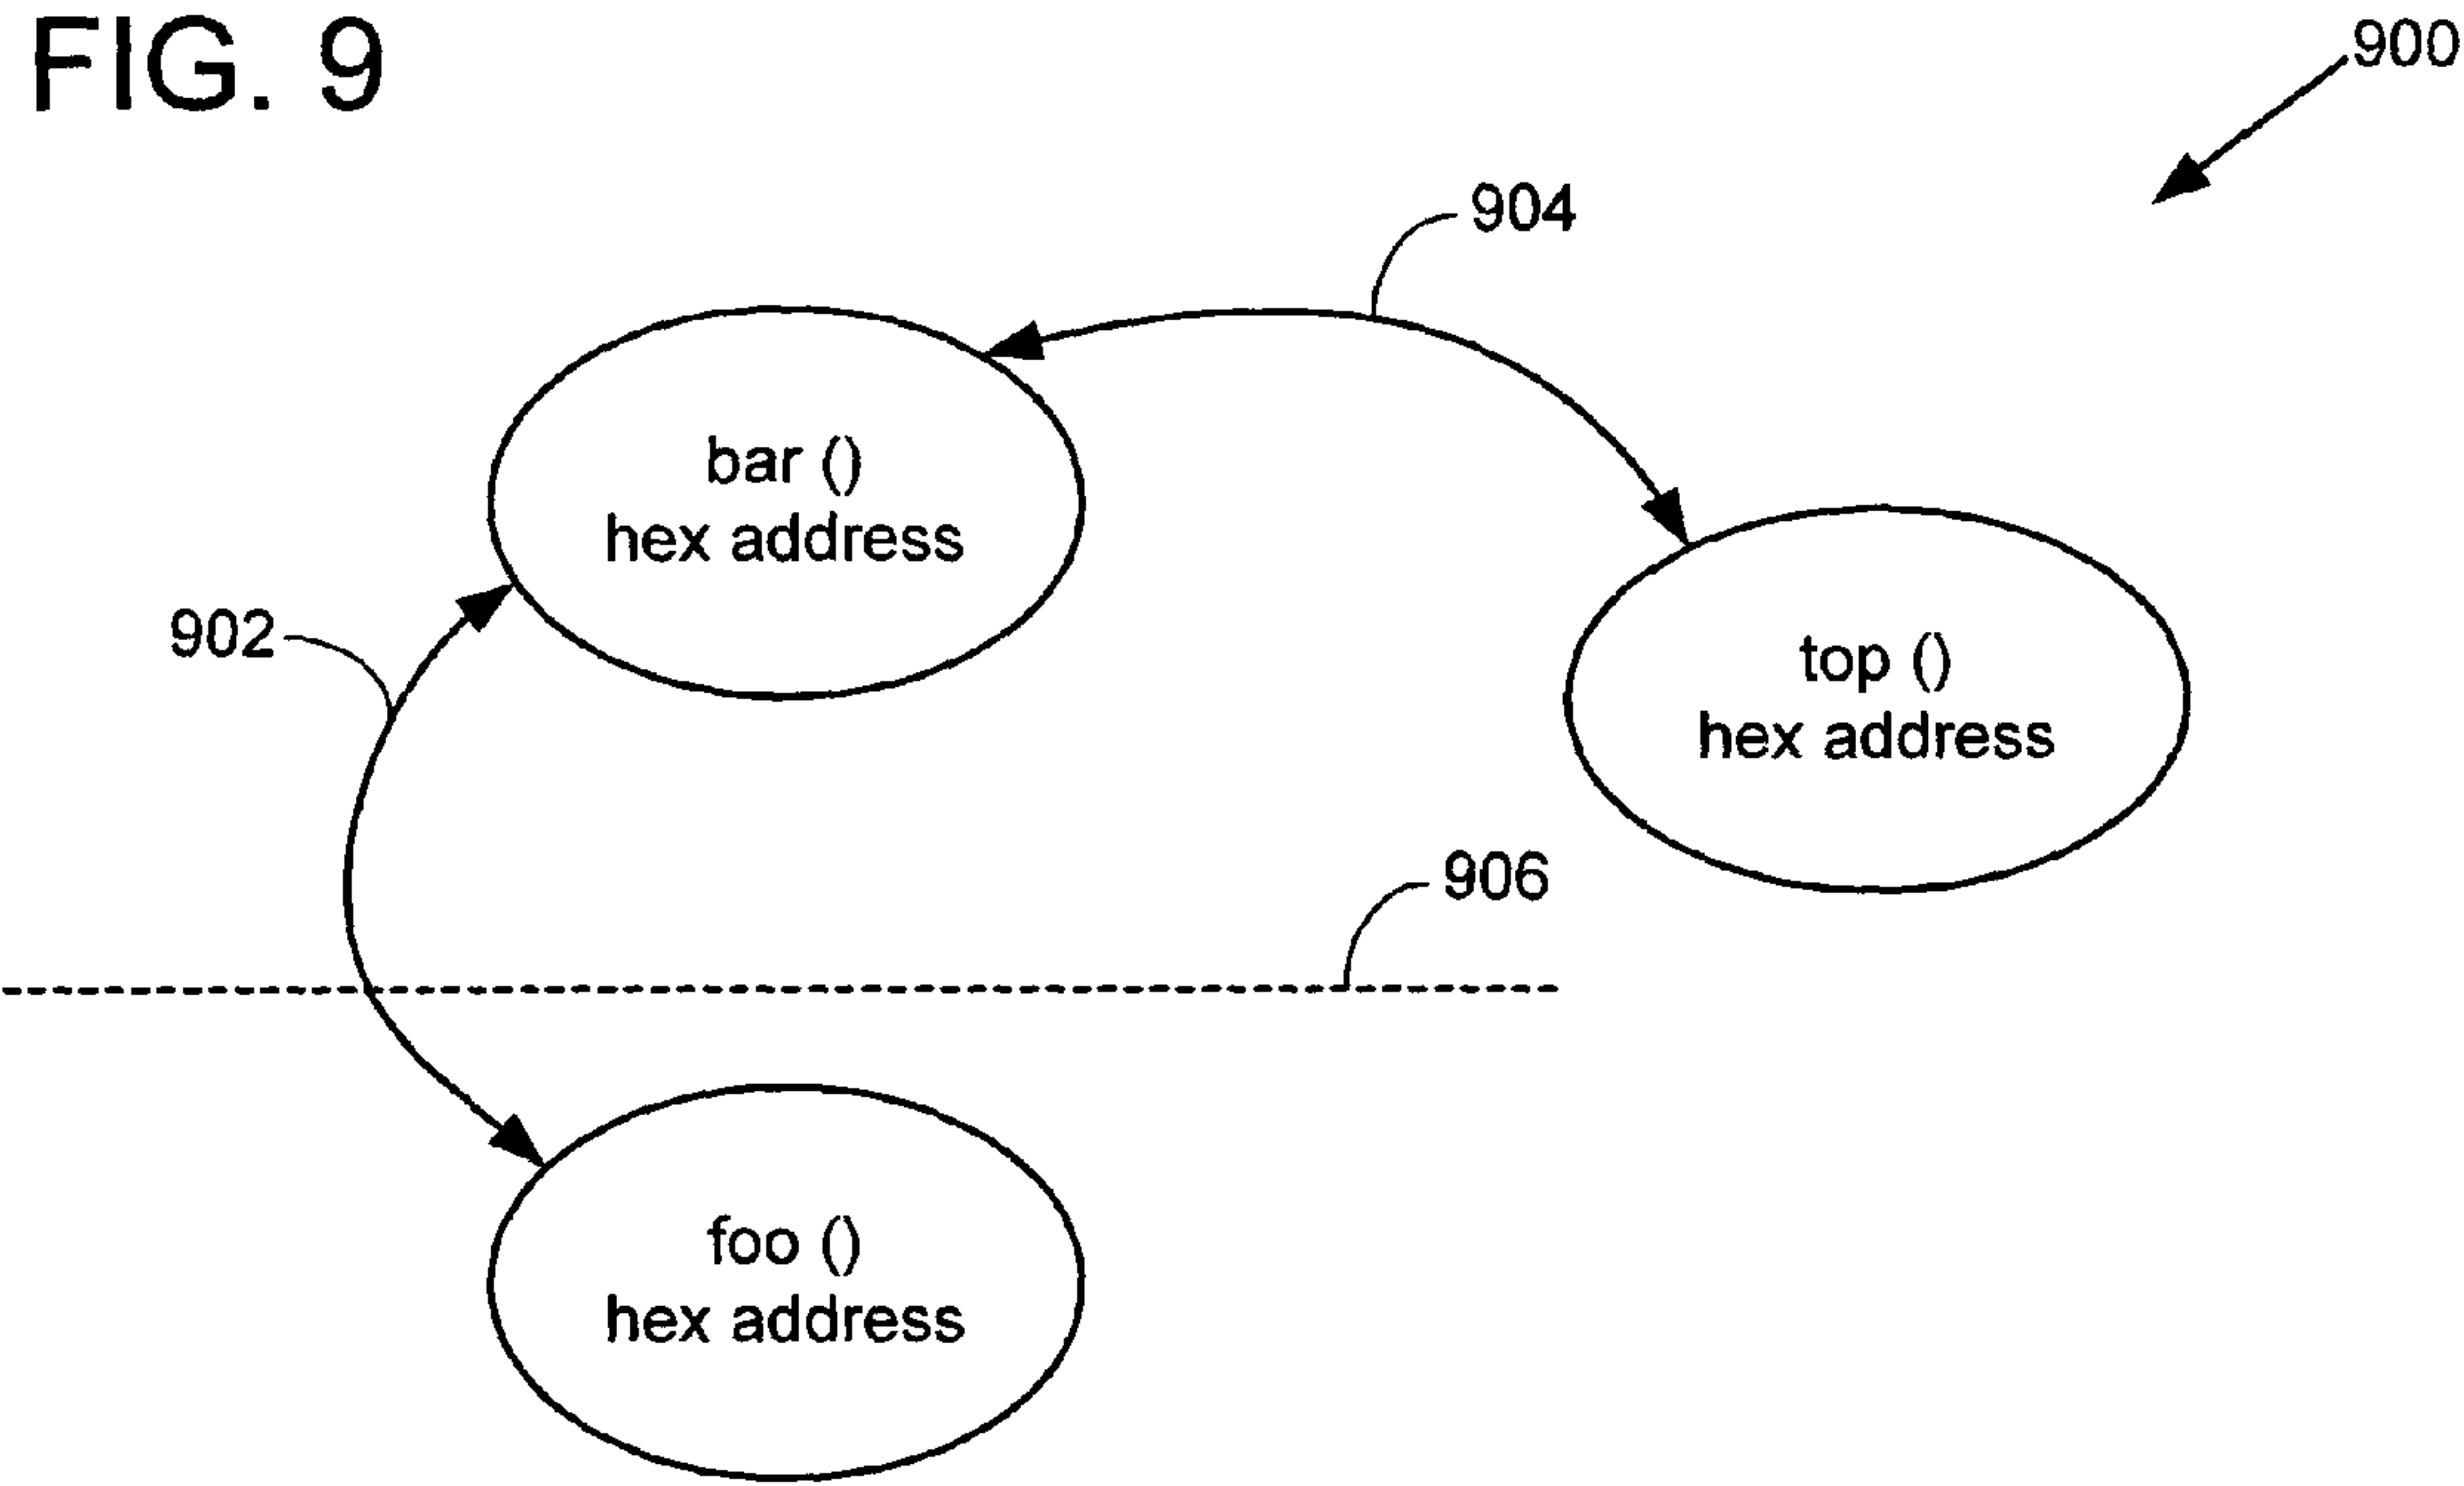 FIG. 9
900
904
bar ()
hex address
902
top ()
hex address
906
foo ()
hex address